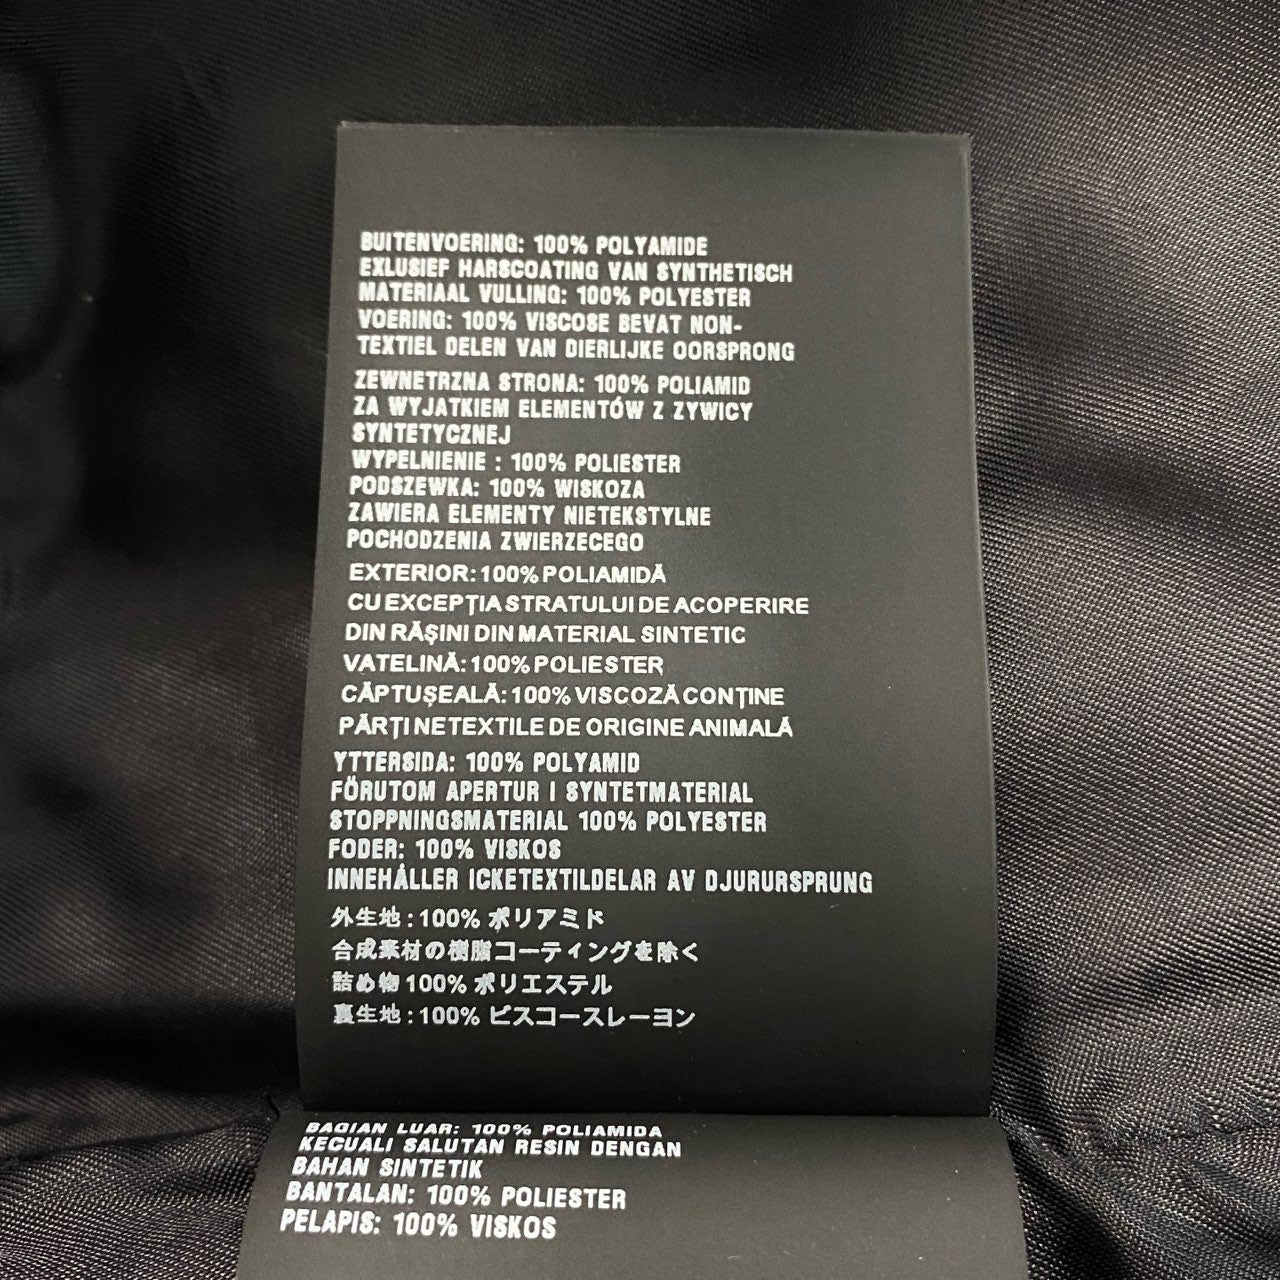 BUITENVOERING: 100% POLYAMIDE
EXLUSIEF HARSCOATING VAN SYNTHETISCH
MATERIAAL VULLING: 100% POLYESTER
VOERING: 100% VISCOSE BEVAT NON-
TEXTIEL DELEN VAN DIERLIJKE OORSPRONG
ZEWNETRZNA STRONA: 100% POLIAMID
ZA WYJATKIEM ELEMENTÓW Z ZYWICY
SYNTETYCZNEJ
WYPELNIENIE : 100% POLIESTER
PODSZEWKA: 100% WISKOZA
ZAWIERA ELEMENTY NIETEKSTYLNE
POCHODZENIA ZWIERZECEGO
EXTERIOR: 100% POLIAMIDĂ
CU EXCEPȚIA STRATULUI DE ACOPERIRE
DIN RĂȘINI DIN MATERIAL SINTETIC
VATELINĂ: 100% POLIESTER
CĂPTUȘEALĂ: 100% VISCOZĂ CONȚINE
PĂRȚI NETEXTILE DE ORIGINE ANIMALĂ
YTTERSIDA: 100% POLYAMID
FÖRUTOM APERTUR I SYNTETMATERIAL
STOPPNINGSMATERIAL 100% POLYESTER
FODER: 100% VISKOS
INNEHÅLLER ICKETEXTILDELAR AV DJURURSPRUNG
外生地 : 100% ポリアミド
合成素材の樹脂コーティングを除く
詰め物 100% ポリエステル
裏生地 : 100% ビスコースレーヨン
BAGIAN LUAR: 100% POLIAMIDA
KECUALI SALUTAN RESIN DENGAN
BAHAN SINTETIK
BANTALAN: 100% POLIESTER
PELAPIS: 100% VISKOS